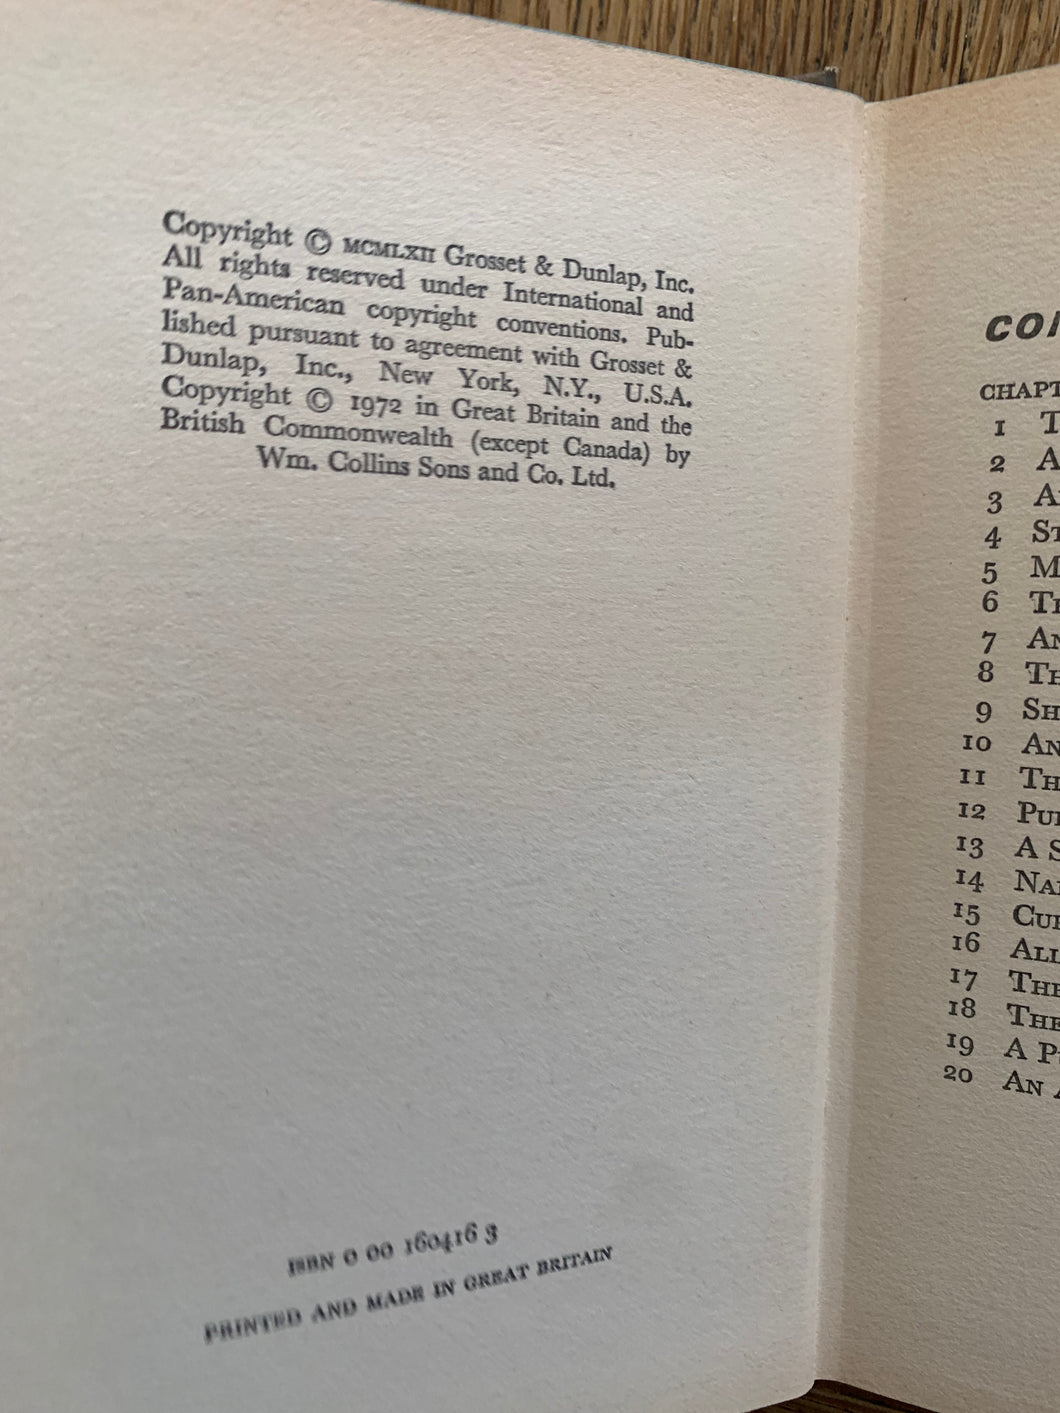 Copyright © MCMLXII Grosset & Dunlap, Inc.
All rights reserved under International and
Pan-American copyright conventions. Pub-
lished pursuant to agreement with Grosset &
Dunlap, Inc., New York, N.Y., U.S.A.
Copyright © 1972 in Great Britain and the
British Commonwealth (except Canada) by
Wm. Collins Sons and Co. Ltd.
ISBN 0 00 160416 3
PRINTED AND MADE IN GREAT BRITAIN
1
2 A
3
4
5
6
7
8
9
10
11
12
13 A
14
15
16
17
18
19 A
20 AN